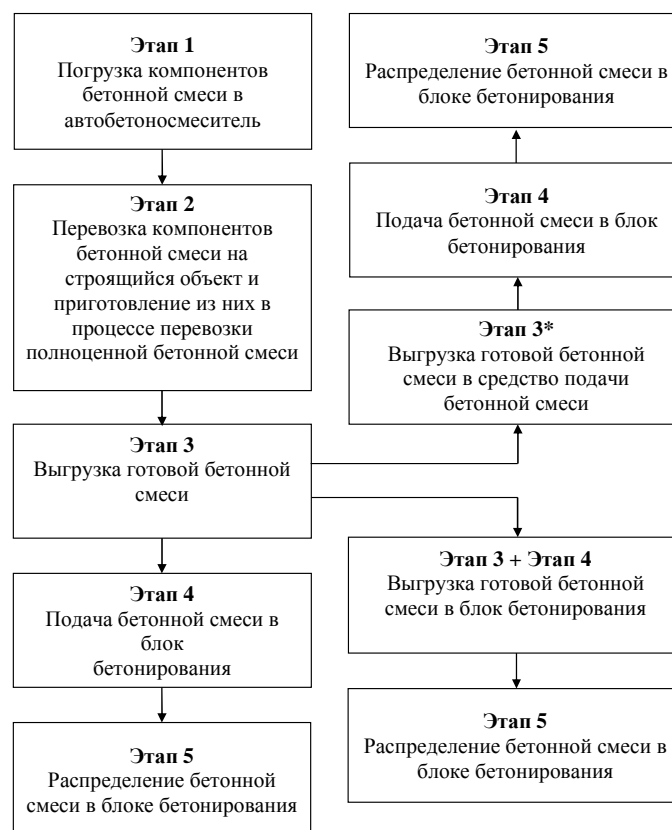 Этап 1
Погрузка компонентов
бетонной смеси в
автобетоносмеситель
Этап 2
Перевозка компонентов
бетонной смеси на
строящийся объект и
приготовление из них в
процессе перевозки
полноценной бетонной смеси
Этап 3
Выгрузка готовой бетонной
смеси
Этап 4
Подача бетонной смеси в
блок
бетонирования
Этап 5
Распределение бетонной
смеси в блоке бетонирования
Этап 5
Распределение бетонной смеси в
блоке бетонирования
Этап 4
Подача бетонной смеси в блок
бетонирования
Этап 3*
Выгрузка готовой бетонной
смеси в средство подачи
бетонной смеси
Этап 3 + Этап 4
Выгрузка готовой бетонной
смеси в блок бетонирования
Этап 5
Распределение бетонной смеси в
блоке бетонирования